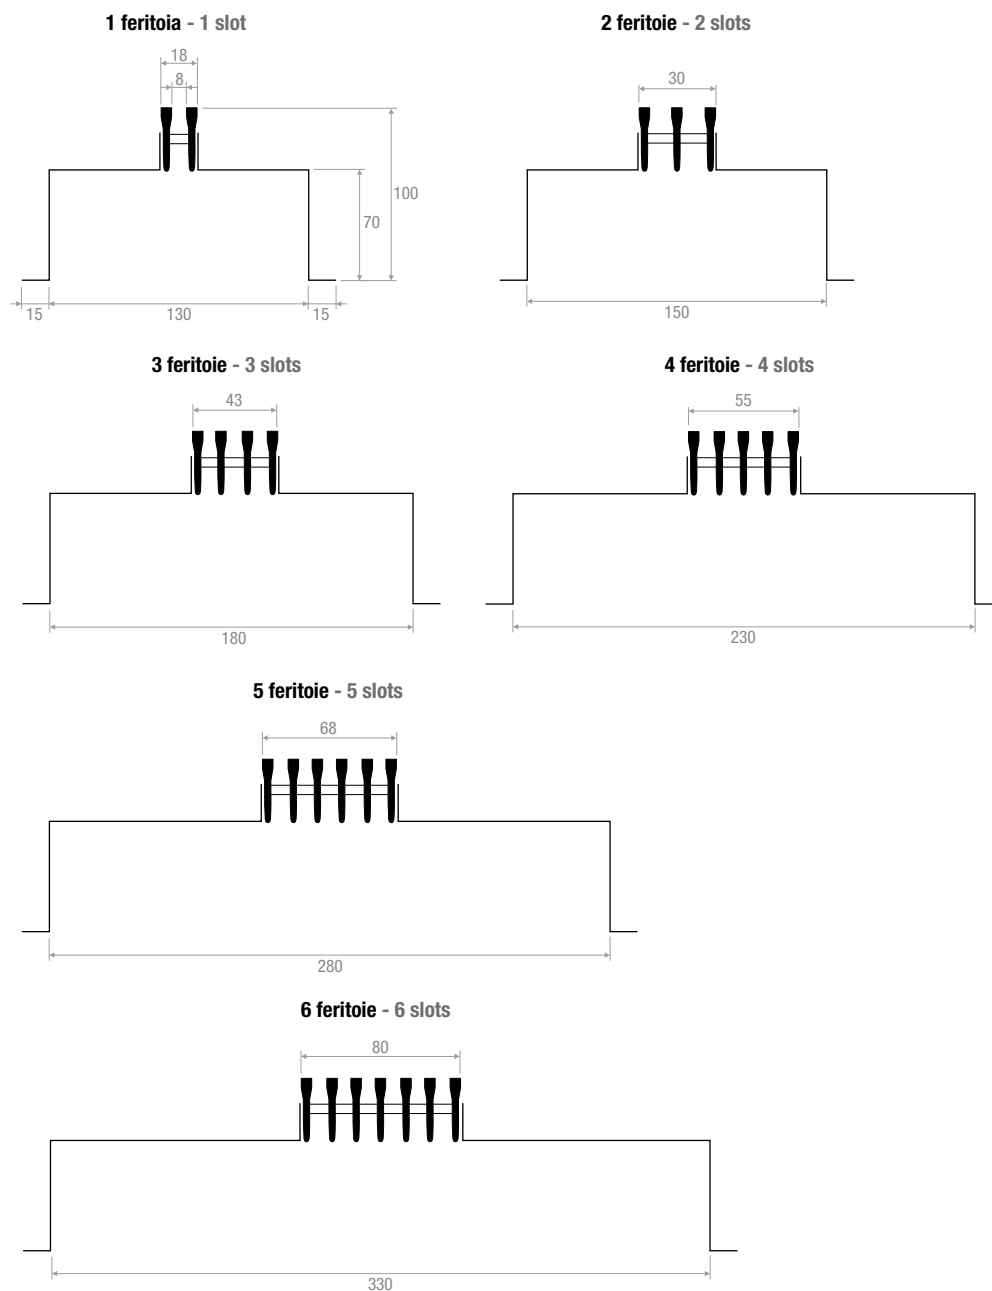 1 feritoia - 1 slot
18
8
100
70
15
130
15
2 feritoie - 2 slots
30
150
3 feritoie - 3 slots
43
180
4 feritoie - 4 slots
55
230
5 feritoie - 5 slots
68
280
6 feritoie - 6 slots
80
330